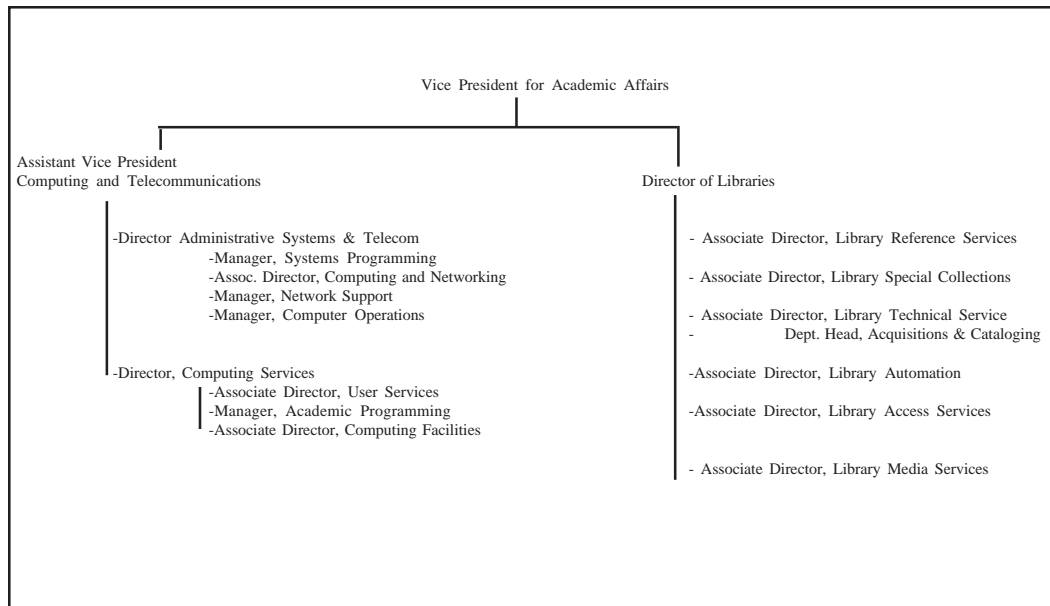 Vice President for Academic Affairs
Assistant Vice President
Computing and Telecommunications
-Director Administrative Systems & Telecom
-Manager, Systems Programming
-Assoc. Director, Computing and Networking
-Manager, Network Support
-Manager, Computer Operations
-Director, Computing Services
-Associate Director, User Services
-Manager, Academic Programming
-Associate Director, Computing Facilities
Director of Libraries
- Associate Director, Library Reference Services
- Associate Director, Library Special Collections
- Associate Director, Library Technical Service
- Dept. Head, Acquisitions & Cataloging
-Associate Director, Library Automation
-Associate Director, Library Access Services
- Associate Director, Library Media Services